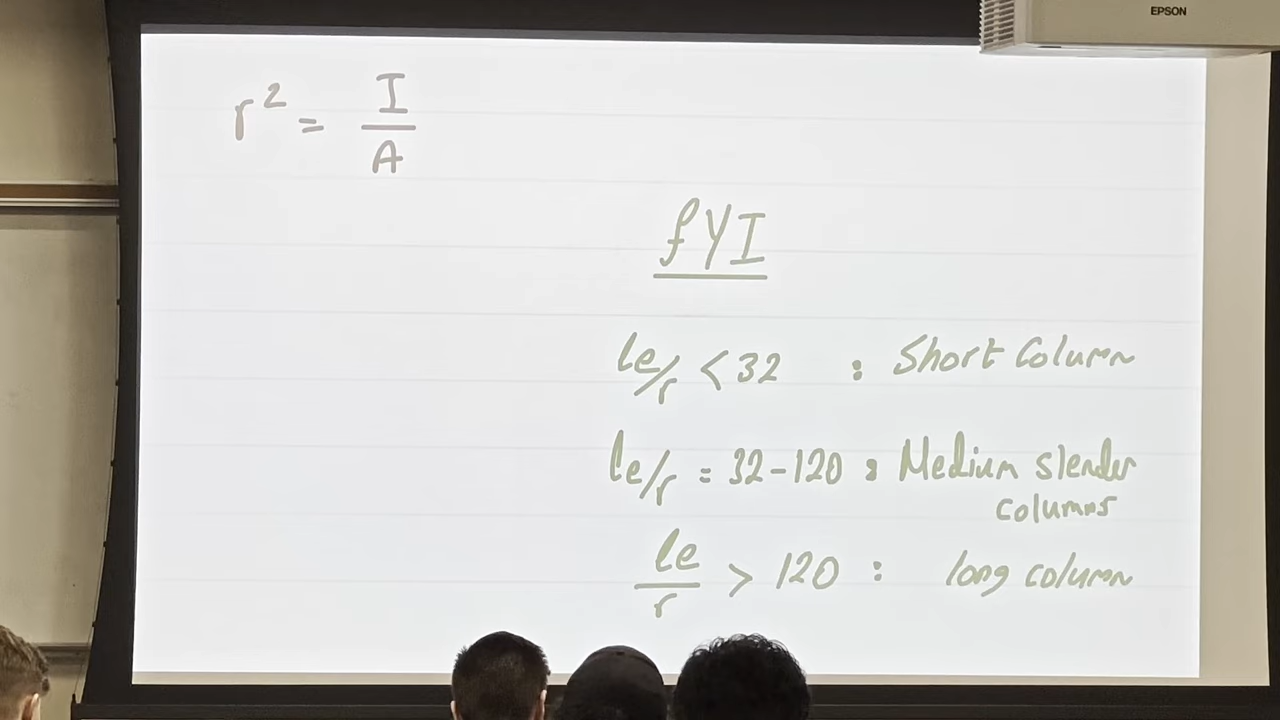 EPSON
r² = I/A
fYI
le/r < 32 : Short Column
le/r = 32-120 : Medium slender
columns
le/r > 120 : long column